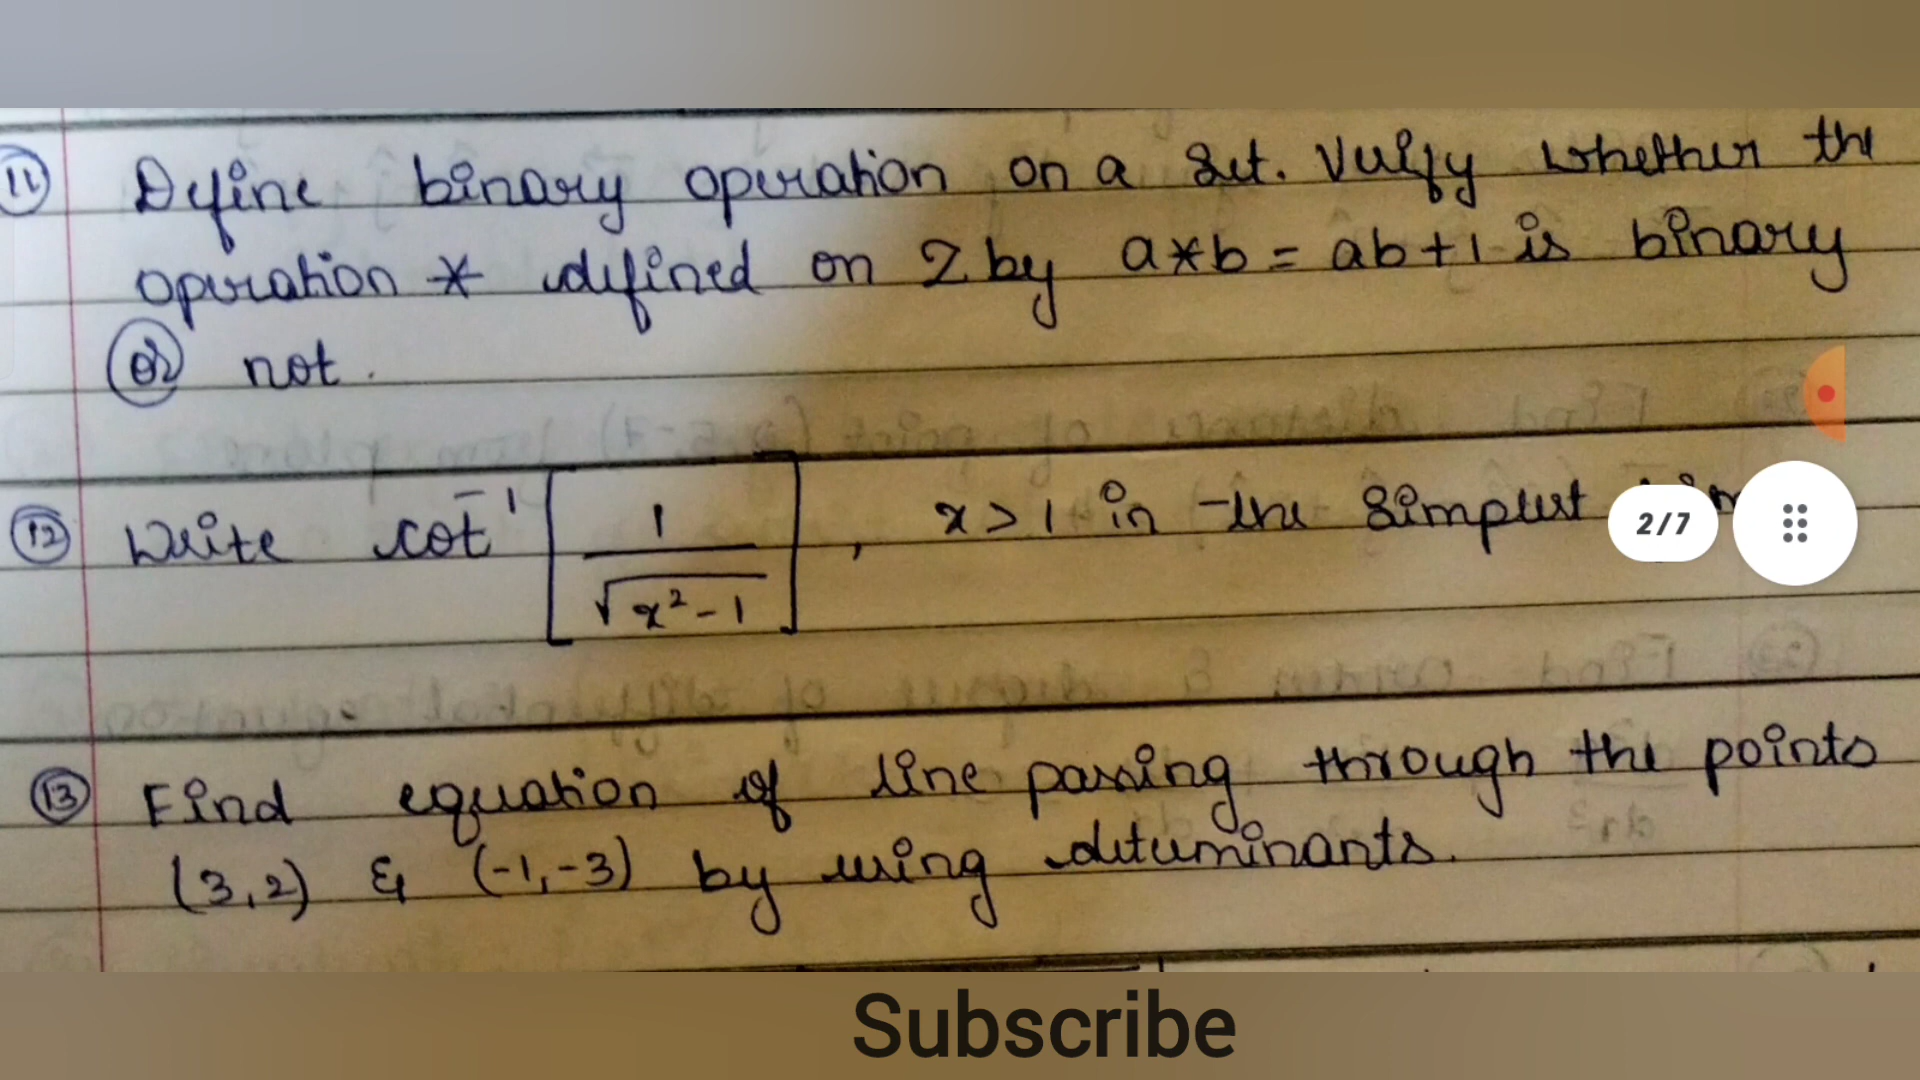 11 Define binary operation on a set. Verify whether the
operation * defined on Z by a*b = ab+1 is binary
or not.
12 Write cot⁻¹ [1/√(x²-1)], x>1 in the simplest
2/7
13 Find equation of line passing through the points
(3,2) & (-1,-3) by using determinants.
Subscribe